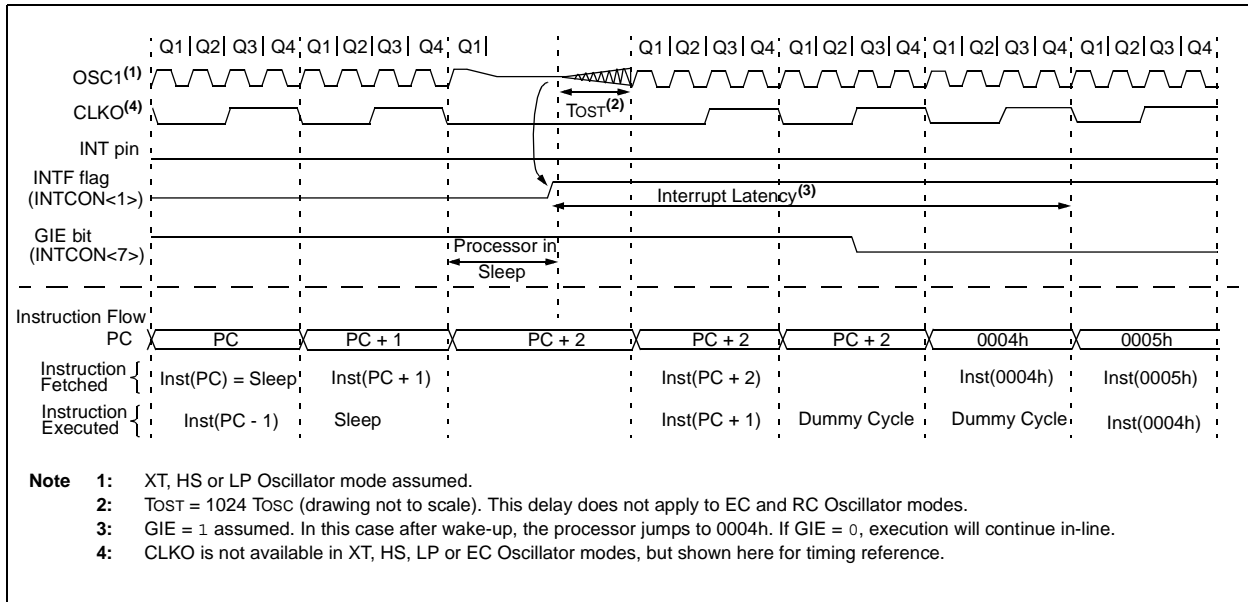 Q1 Q2 Q3 Q4 Q1 Q2 Q3 Q4 Q1 Q1 Q2 Q3 Q4 Q1 Q2 Q3 Q4 Q1 Q2 Q3 Q4 Q1 Q2 Q3 Q4
OSC1(1)
CLKO(4)
TOST(2)
INT pin
INTF flag
(INTCON<1>)
Interrupt Latency(3)
GIE bit
(INTCON<7>)
Processor in
Sleep
Instruction Flow
PC PC PC + 1 PC + 2 PC + 2 PC + 2 0004h 0005h
Instruction
Fetched
Inst(PC) = Sleep Inst(PC + 1) Inst(PC + 2) Inst(0004h) Inst(0005h)
Instruction
Executed
Inst(PC - 1) Sleep Inst(PC + 1) Dummy Cycle Dummy Cycle Inst(0004h)
Note 1: XT, HS or LP Oscillator mode assumed.
2: TOST = 1024 TOSC (drawing not to scale). This delay does not apply to EC and RC Oscillator modes.
3: GIE = 1 assumed. In this case after wake-up, the processor jumps to 0004h. If GIE = 0, execution will continue in-line.
4: CLKO is not available in XT, HS, LP or EC Oscillator modes, but shown here for timing reference.